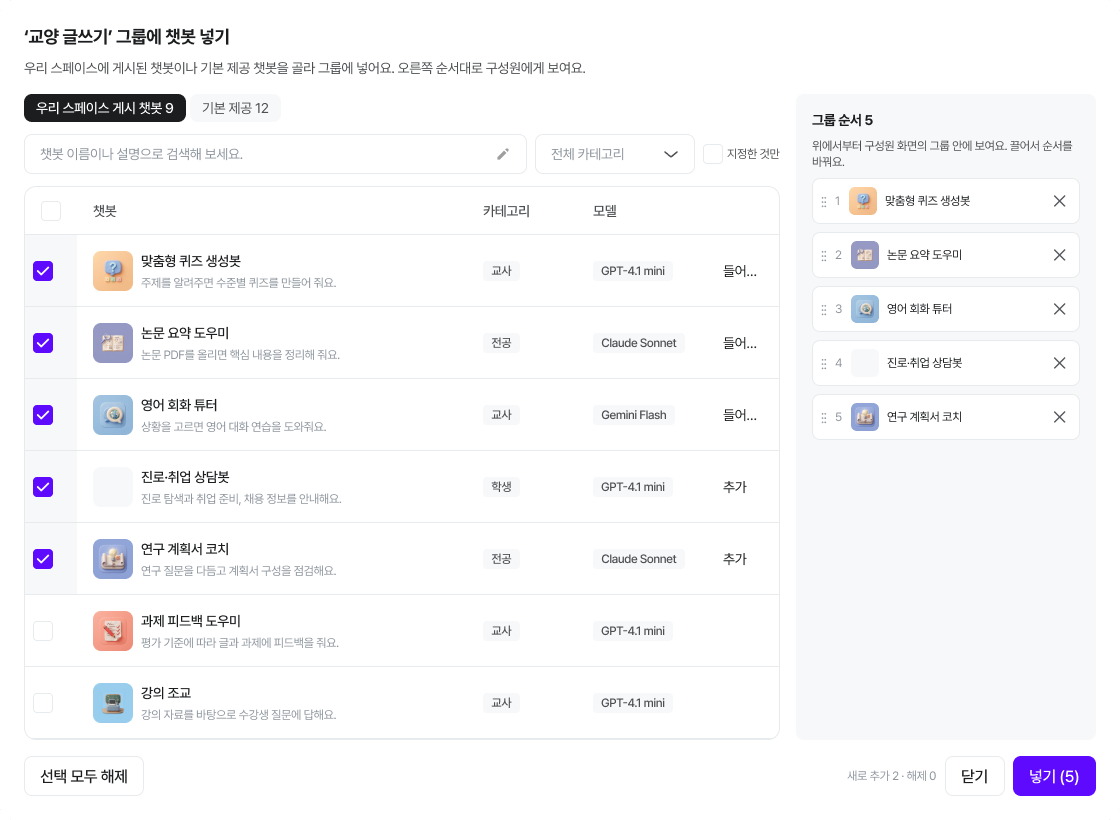 ‘교양 글쓰기’ 그룹에 챗봇 넣기
우리 스페이스에 게시된 챗봇이나 기본 제공 챗봇을 골라 그룹에 넣어요. 오른쪽 순서대로 구성원에게 보여요.
우리 스페이스 게시 챗봇 9
기본 제공 12
챗봇 이름이나 설명으로 검색해 보세요.
전체 카테고리
지정한 것만
챗봇
카테고리
모델
맞춤형 퀴즈 생성봇
주제를 알려주면 수준별 퀴즈를 만들어 줘요.
교사
GPT-4.1 mini
들어...
논문 요약 도우미
논문 PDF를 올리면 핵심 내용을 정리해 줘요.
전공
Claude Sonnet
들어...
영어 회화 튜터
상황을 고르면 영어 대화 연습을 도와줘요.
교사
Gemini Flash
들어...
진로·취업 상담봇
진로 탐색과 취업 준비, 채용 정보를 안내해요.
학생
GPT-4.1 mini
추가
연구 계획서 코치
연구 질문을 다듬고 계획서 구성을 점검해요.
전공
Claude Sonnet
추가
과제 피드백 도우미
평가 기준에 따라 글과 과제에 피드백을 줘요.
교사
GPT-4.1 mini
강의 조교
강의 자료를 바탕으로 수강생 질문에 답해요.
교사
GPT-4.1 mini
그룹 순서 5
위에서부터 구성원 화면의 그룹 안에 보여요. 끌어서 순서를
바꿔요.
1 맞춤형 퀴즈 생성봇
2 논문 요약 도우미
3 영어 회화 튜터
4 진로·취업 상담봇
5 연구 계획서 코치
선택 모두 해제
새로 추가 2 · 해제 0
닫기
넣기 (5)